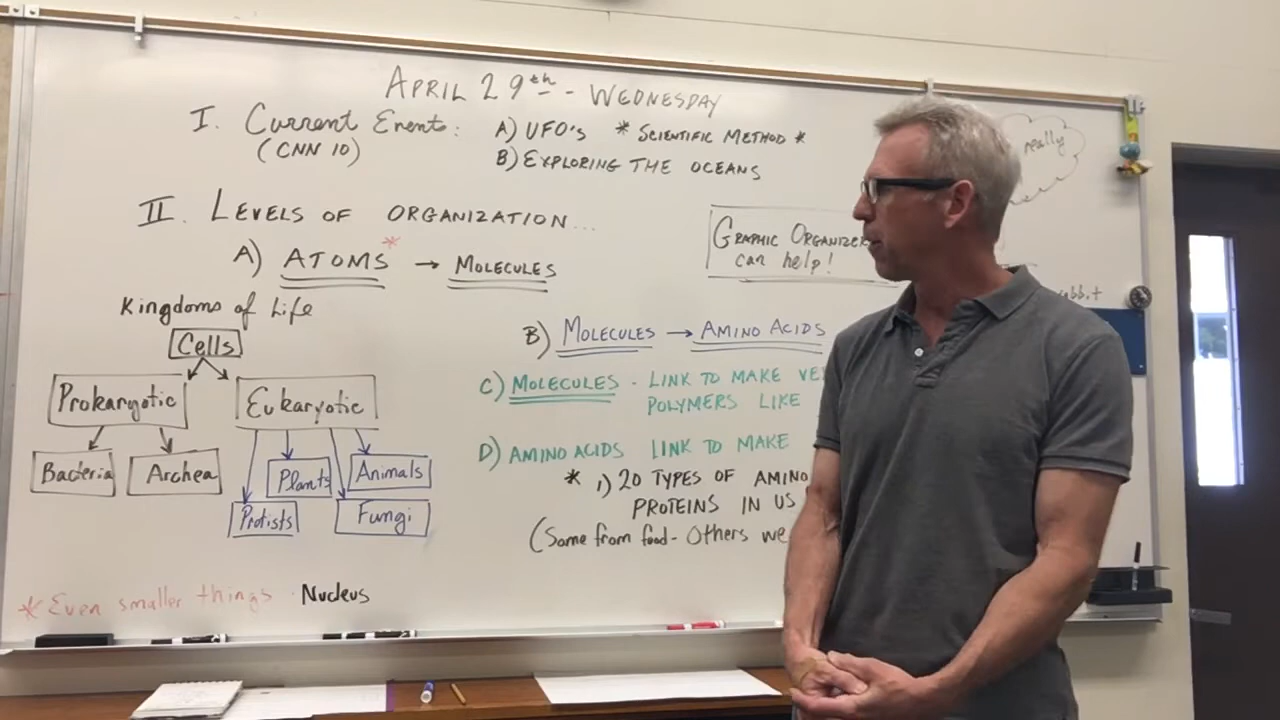 APRIL 29th - WEDNESDAY
I. Current Events: A) UFO's * SCIENTIFIC METHOD *
(CNN 10) B) EXPLORING THE OCEANS
really
II. LEVELS OF ORGANIZATION...
GRAPHIC ORGANIZER
can help!
A) ATOMS* → MOLECULES
Kingdoms of Life
Cells
B) MOLECULES → AMINO ACIDS
Prokaryotic Eukaryotic
C) MOLECULES - LINK TO MAKE
POLYMERS LIKE
Bacteria Archea Plants Animals
Protists Fungi
D) AMINO ACIDS LINK TO MAKE
* 1) 20 TYPES OF AMINO
PROTEINS IN US
(Some from food - Others we
* Even smaller things · Nucleus